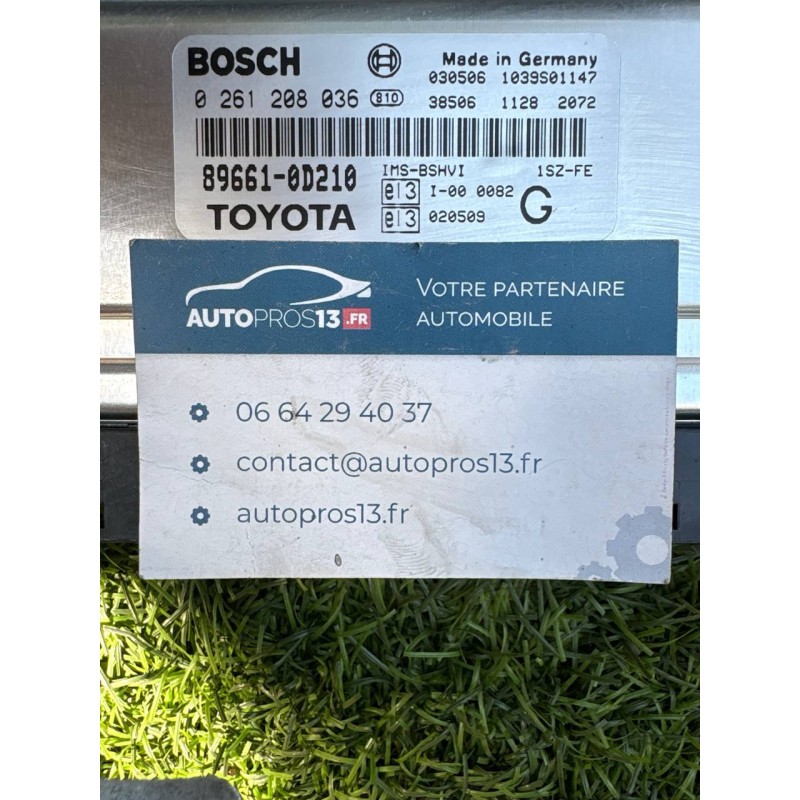 BOSCH Made in Germany
030506 1039S01147
0 261 208 036 810 38506 1128 2072
89661-0D210 IMS-BSHVI 1SZ-FE
e13 I-00 0082 G
TOYOTA e13 020509
AUTOPROS13.FR
VOTRE PARTENAIRE
AUTOMOBILE
06 64 29 40 37
contact@autopros13.fr
autopros13.fr